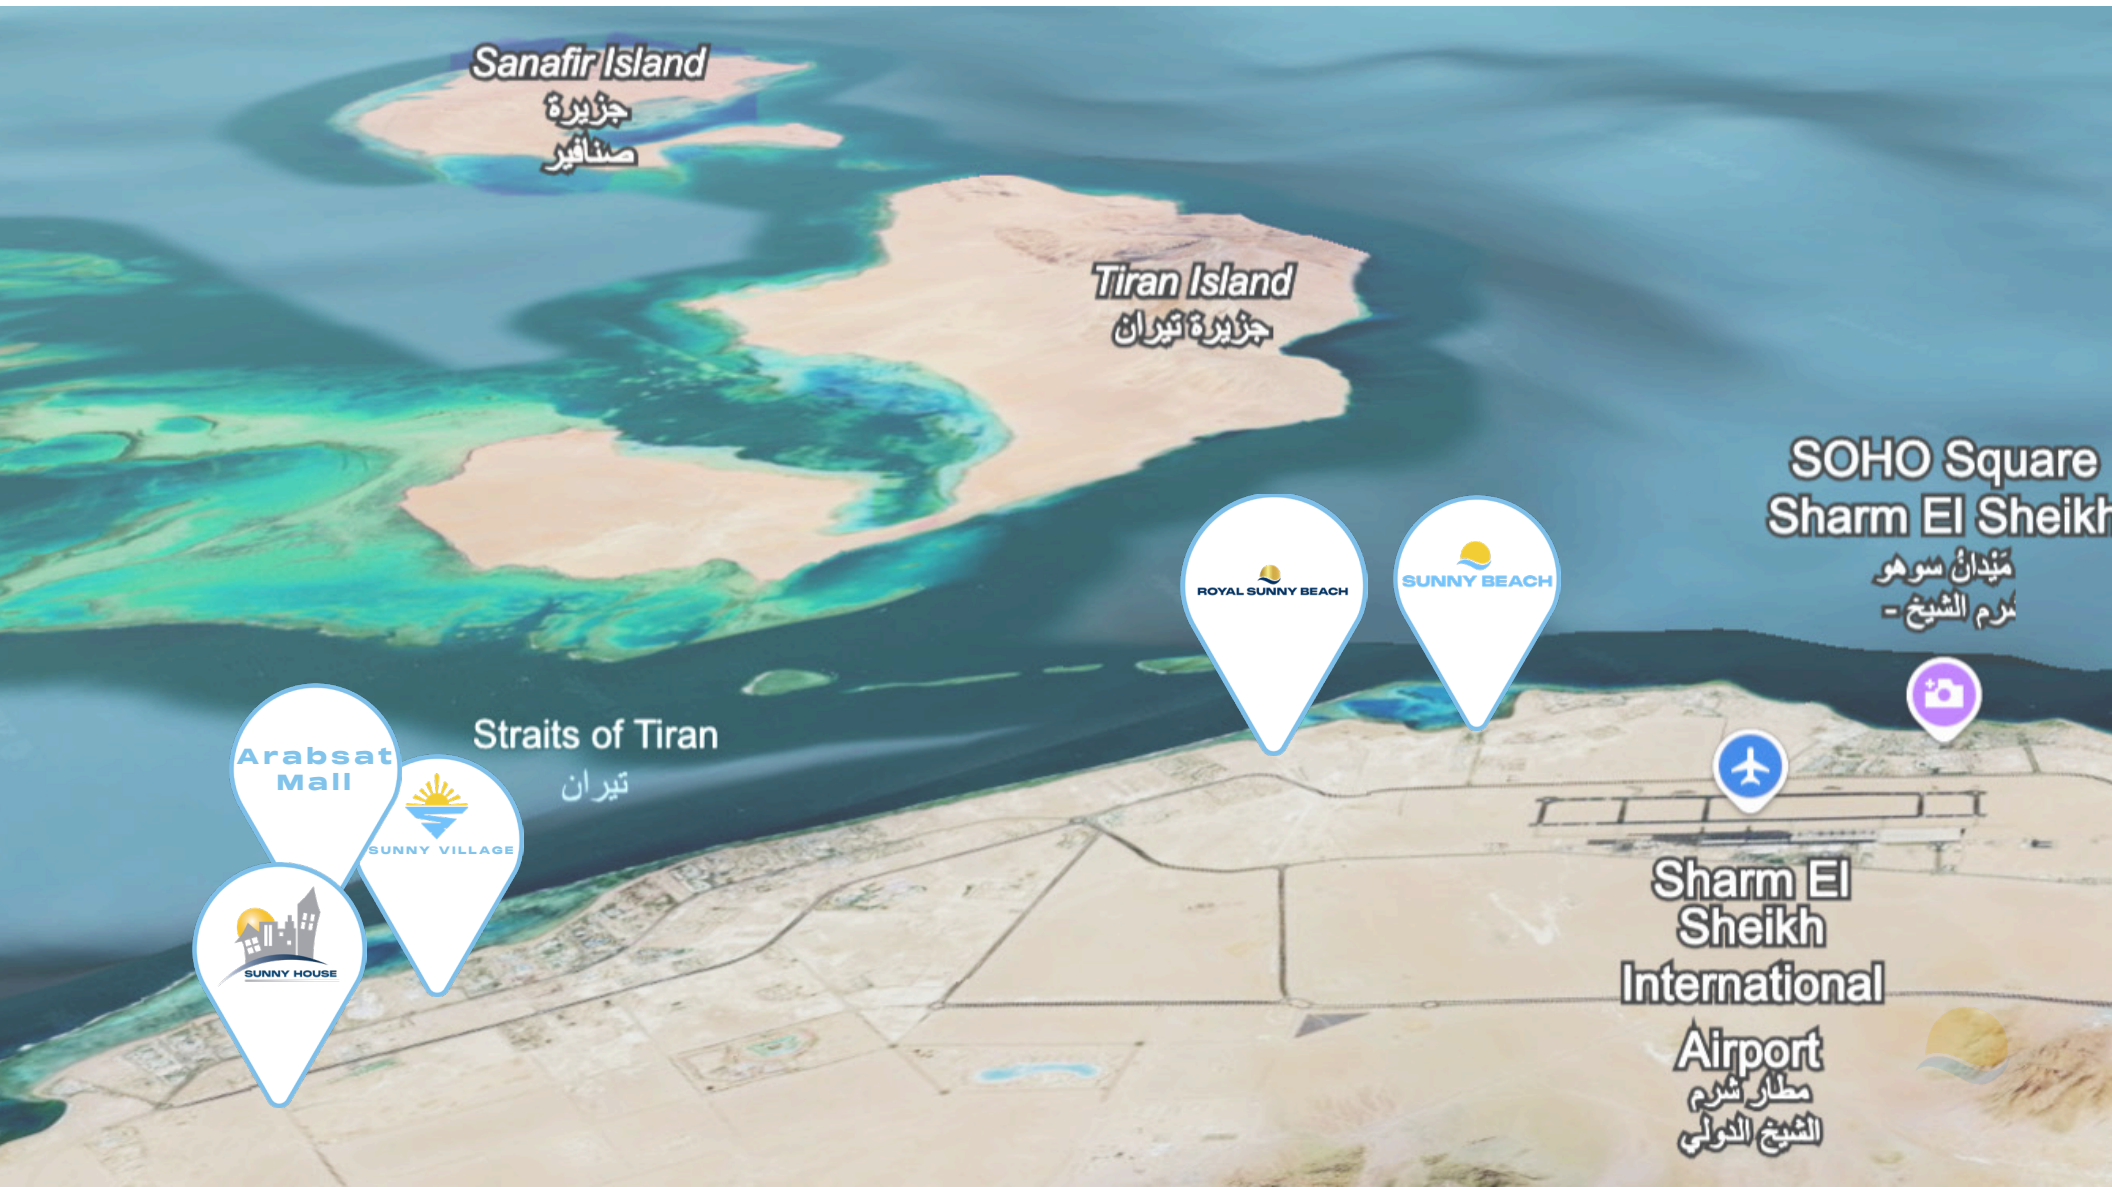 Sanafir Island
جزيرة
صنافير
Tiran Island
جزيرة تيران
SOHO Square
Sharm El Sheikh
مَيْدانُ سوهو
شرم الشيخ -
ROYAL SUNNY BEACH
SUNNY BEACH
Straits of Tiran
تيران
Arabsat
Mall
SUNNY VILLAGE
SUNNY HOUSE
Sharm El
Sheikh
International
Airport
مطار شرم
الشيخ الدولي